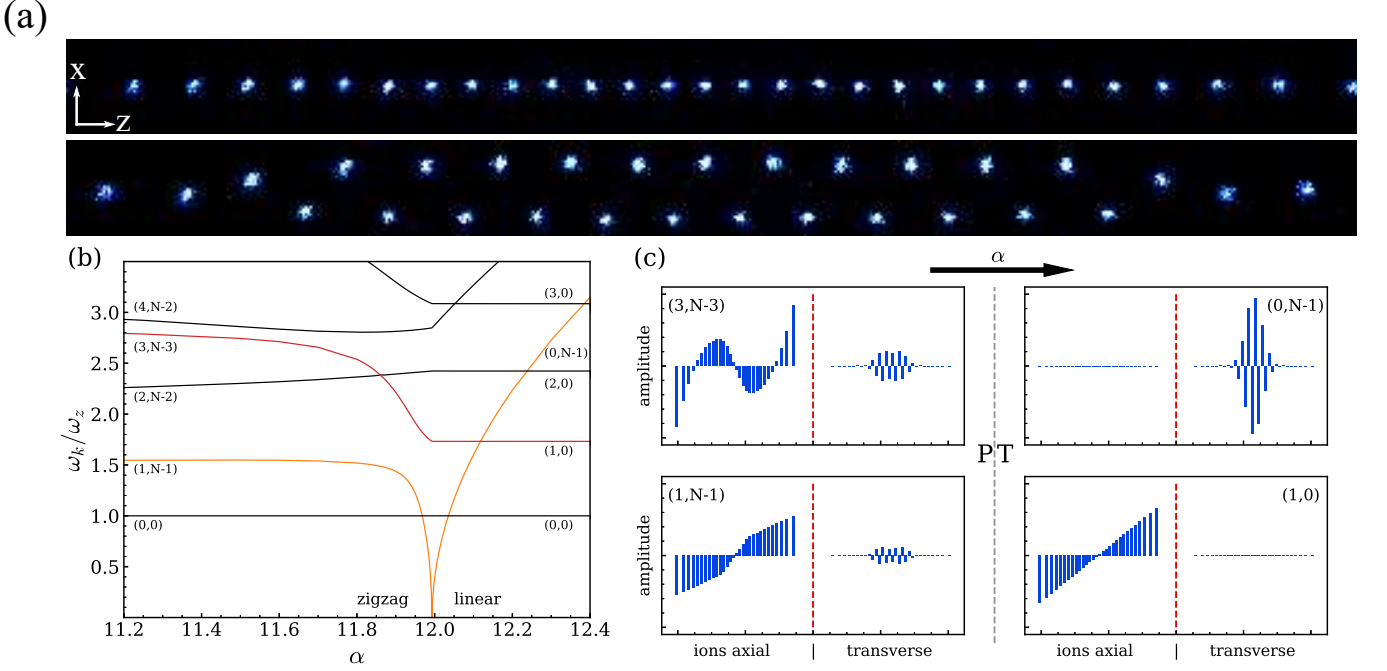 (a)
x
z
(b)
ω_k/ω_z
3.0
2.5
2.0
1.5
1.0
0.5
(4,N-2)
(3,N-3)
(2,N-2)
(1,N-1)
(0,0)
(3,0)
(0,N-1)
(2,0)
(1,0)
(0,0)
zigzag
linear
11.2 11.4 11.6 11.8 12.0 12.2 12.4
α
(c)
α
(3,N-3)
(0,N-1)
amplitude
PT
(1,N-1)
(1,0)
amplitude
ions axial | transverse
ions axial | transverse